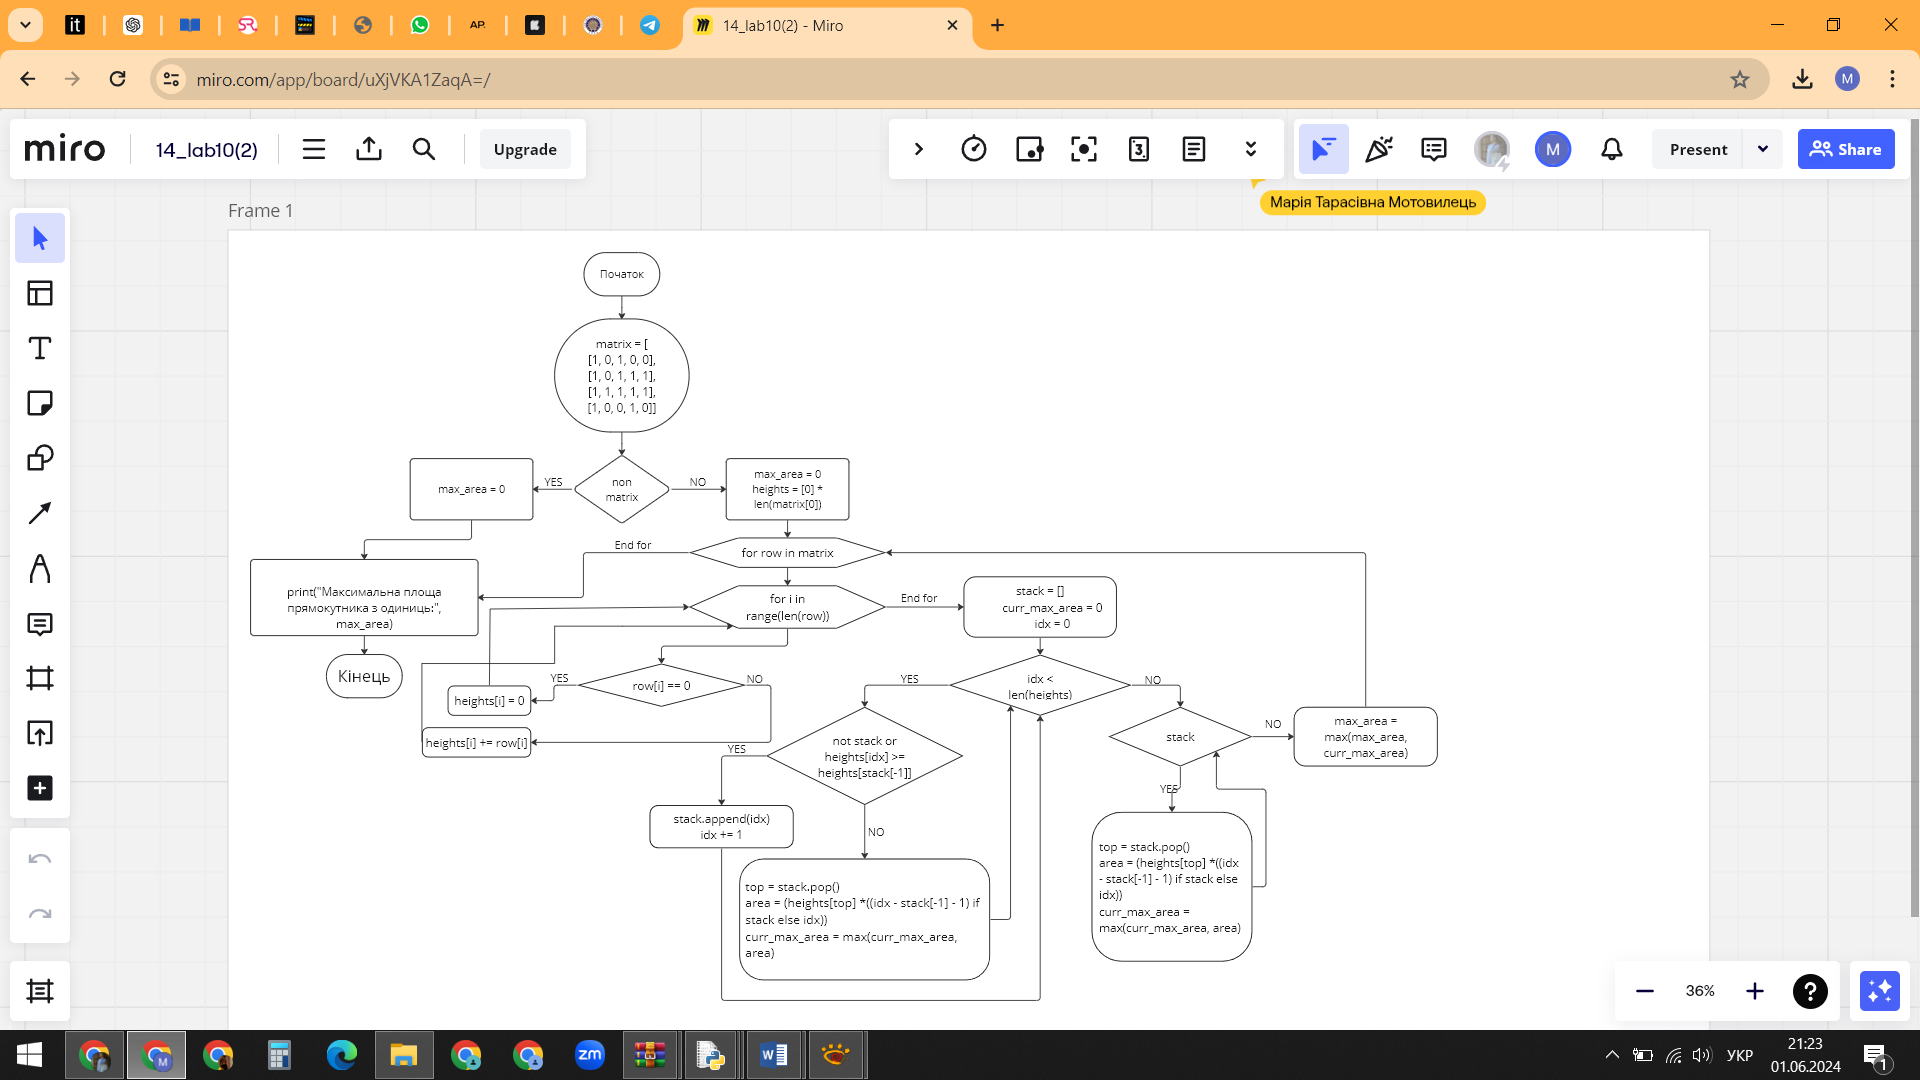 14_lab10(2) - Miro
miro.com/app/board/uXjVKA1ZaqA=/
M
miro
14_lab10(2)
Upgrade
M
Present
Share
Марія Тарасівна Мотовилець
Frame 1
Початок
matrix = [
[1, 0, 1, 0, 0],
[1, 0, 1, 1, 1],
[1, 1, 1, 1, 1],
[1, 0, 0, 1, 0]]
max_area = 0
YES
non
matrix
NO
max_area = 0
heights = [0] *
len(matrix[0])
End for
for row in matrix
print("Максимальна площа
прямокутника з одиниць:",
max_area)
for i in
range(len(row))
End for
stack = []
curr_max_area = 0
idx = 0
Кінець
heights[i] = 0
YES
row[i] == 0
NO
heights[i] += row[i]
YES
idx <
len(heights)
NO
not stack or
heights[idx] >=
heights[stack[-1]]
YES
NO
stack
NO
YES
max_area =
max(max_area,
curr_max_area)
stack.append(idx)
idx += 1
top = stack.pop()
area = (heights[top] *((idx - stack[-1] - 1) if
stack else idx))
curr_max_area = max(curr_max_area,
area)
top = stack.pop()
area = (heights[top] *((idx
- stack[-1] - 1) if stack else
idx))
curr_max_area =
max(curr_max_area, area)
36%
УКР
21:23
01.06.2024
1